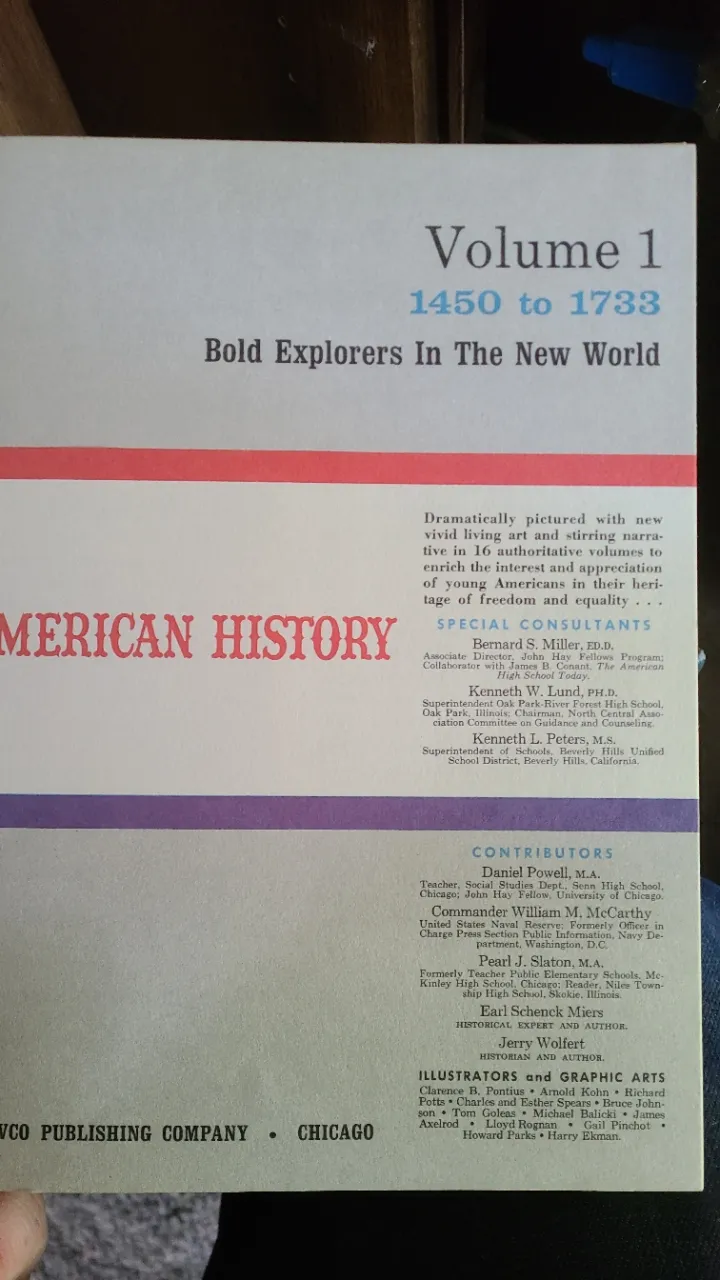 Volume 1
1450 to 1733
Bold Explorers In The New World
MERICAN HISTORY
Dramatically pictured with new
vivid living art and stirring narra-
tive in 16 authoritative volumes to
enrich the interest and appreciation
of young Americans in their heri-
tage of freedom and equality . . .
SPECIAL CONSULTANTS
Bernard S. Miller, ED.D.
Associate Director, John Hay Fellows Program;
Collaborator with James B. Conant, The American
High School Today.
Kenneth W. Lund, PH.D.
Superintendent Oak Park-River Forest High School,
Oak Park, Illinois; Chairman, North Central Asso-
ciation Committee on Guidance and Counseling.
Kenneth L. Peters, M.S.
Superintendent of Schools, Beverly Hills Unified
School District, Beverly Hills, California.
CONTRIBUTORS
Daniel Powell, M.A.
Teacher, Social Studies Dept., Senn High School,
Chicago; John Hay Fellow, University of Chicago.
Commander William M. McCarthy
United States Naval Reserve; Formerly Officer in
Charge Press Section Public Information, Navy De-
partment, Washington, D.C.
Pearl J. Slaton, M.A.
Formerly Teacher Public Elementary Schools, Mc-
Kinley High School, Chicago; Reader, Niles Town-
ship High School, Skokie, Illinois.
Earl Schenck Miers
HISTORICAL EXPERT AND AUTHOR.
Jerry Wolfert
HISTORIAN AND AUTHOR.
ILLUSTRATORS and GRAPHIC ARTS
Clarence B. Pontius • Arnold Kohn • Richard
Potts • Charles and Esther Spears • Bruce John-
son • Tom Goleas • Michael Balicki • James
Axelrod • Lloyd Rognan • Gail Pinchot •
Howard Parks • Harry Ekman.
VCO PUBLISHING COMPANY • CHICAGO